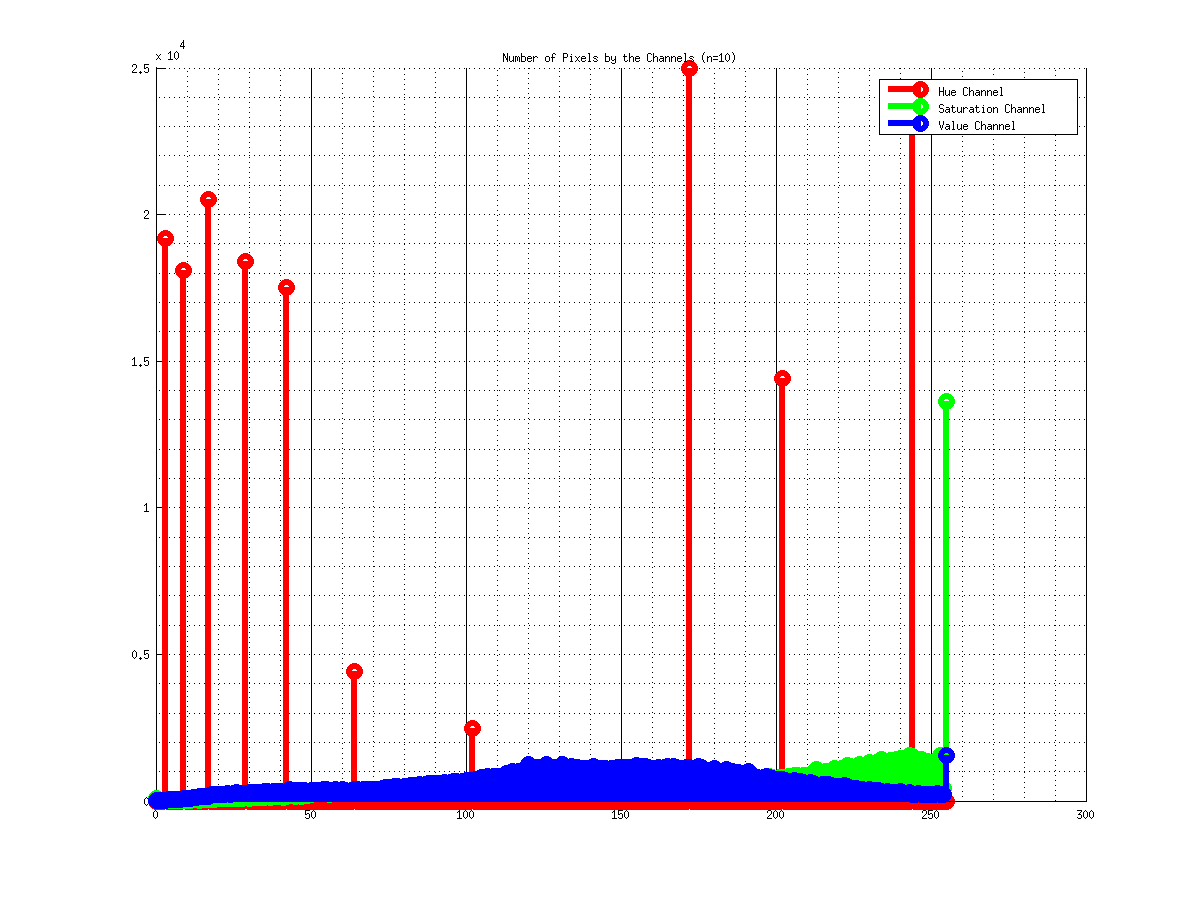 x 10 4
Number of Pixels by the Channels (n=10)
2.5
Hue Channel
Saturation Channel
Value Channel
2
1.5
1
0.5
0
0 50 100 150 200 250 300